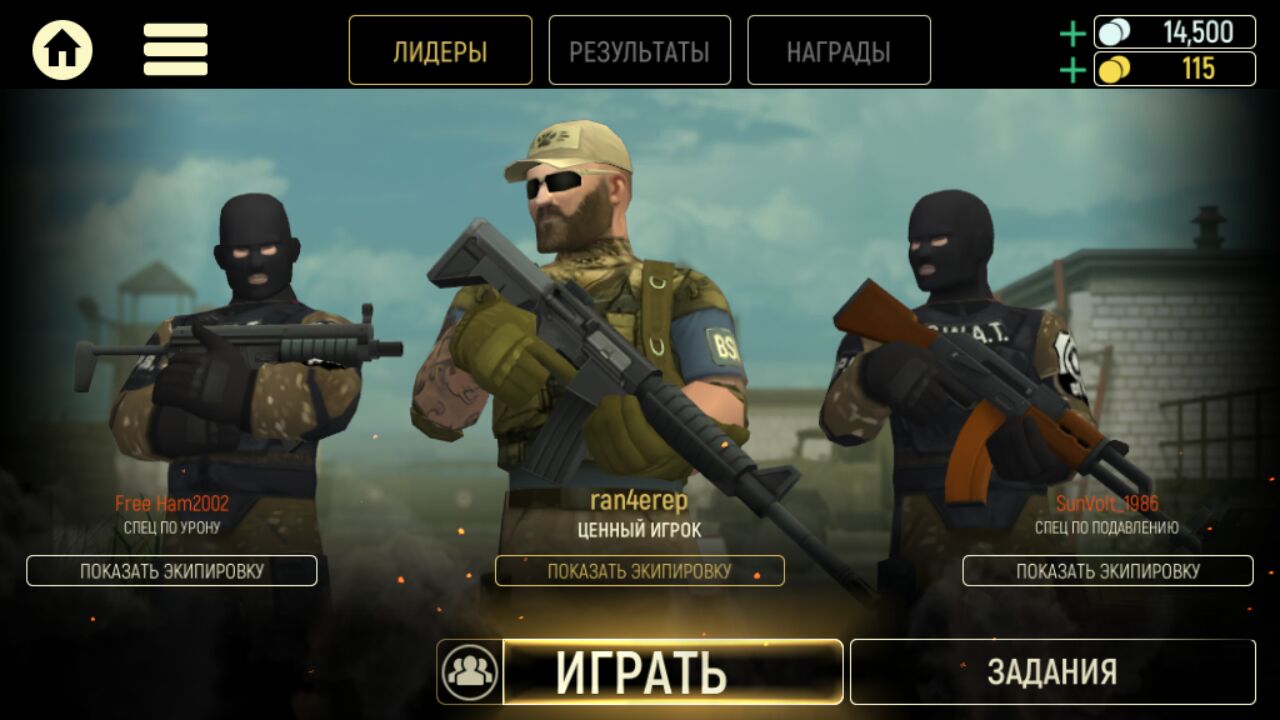 ЛИДЕРЫ
РЕЗУЛЬТАТЫ
НАГРАДЫ
14,500
115
BSI
S.W.A.T.
Free Ham2002
СПЕЦ ПО УРОНУ
ПОКАЗАТЬ ЭКИПИРОВКУ
ran4erep
ЦЕННЫЙ ИГРОК
ПОКАЗАТЬ ЭКИПИРОВКУ
SunVolt_1986
СПЕЦ ПО ПОДАВЛЕНИЮ
ПОКАЗАТЬ ЭКИПИРОВКУ
ИГРАТЬ
ЗАДАНИЯ